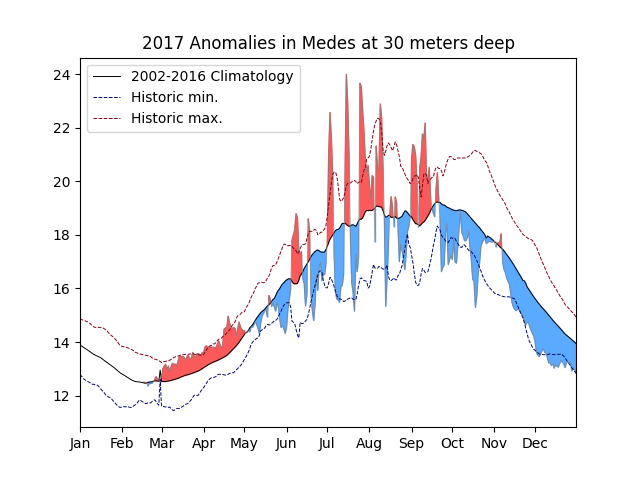 2017 Anomalies in Medes at 30 meters deep
2002-2016 Climatology
Historic min.
Historic max.
24
22
20
18
16
14
12
Jan Feb Mar Apr May Jun Jul Aug Sep Oct Nov Dec